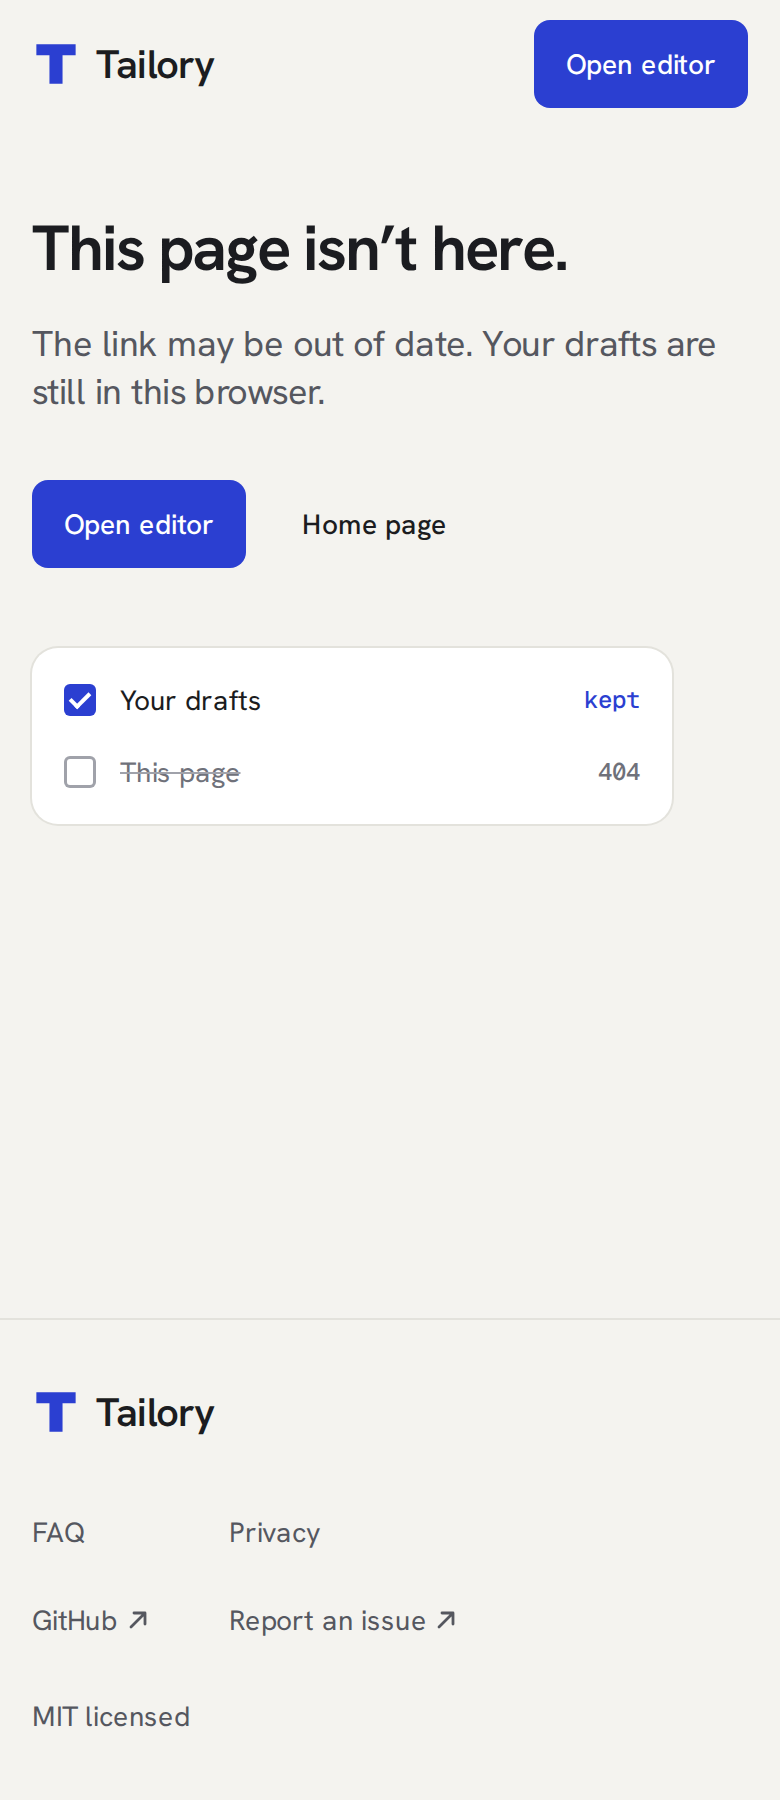 Tailory
Open editor
This page isn’t here.
The link may be out of date. Your drafts are
still in this browser.
Open editor
Home page
Your drafts
kept
This page
404
Tailory
FAQ
Privacy
GitHub
Report an issue
MIT licensed